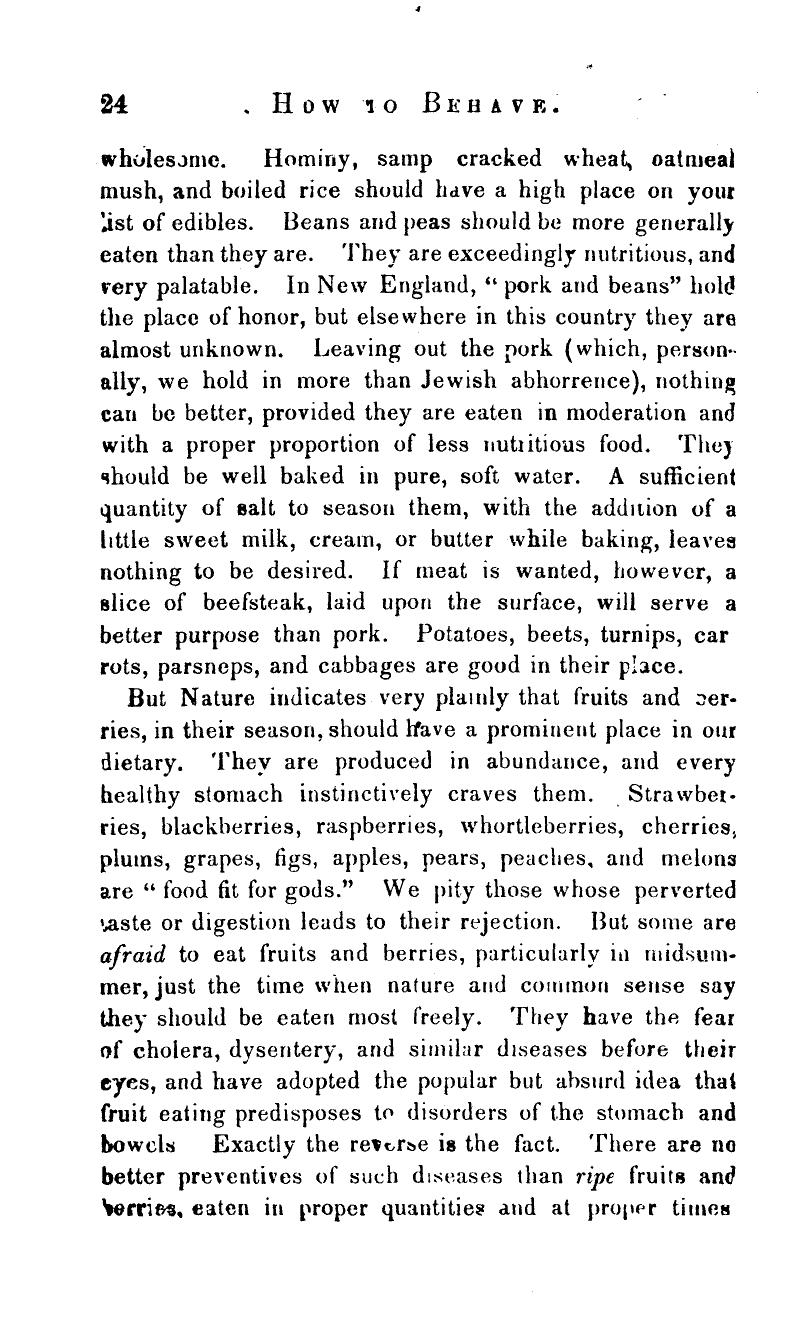 24 . How to Behave.
wholesome. Hominy, samp cracked wheat, oatmeal
mush, and boiled rice should have a high place on your
list of edibles. Beans and peas should be more generally
eaten than they are. They are exceedingly nutritious, and
very palatable. In New England, “ pork and beans” hold
the place of honor, but elsewhere in this country they are
almost unknown. Leaving out the pork (which, person-
ally, we hold in more than Jewish abhorrence), nothing
can be better, provided they are eaten in moderation and
with a proper proportion of less nutritious food. They
should be well baked in pure, soft water. A sufficient
quantity of salt to season them, with the addition of a
little sweet milk, cream, or butter while baking, leaves
nothing to be desired. If meat is wanted, however, a
slice of beefsteak, laid upon the surface, will serve a
better purpose than pork. Potatoes, beets, turnips, car
rots, parsneps, and cabbages are good in their place.
But Nature indicates very plainly that fruits and ber-
ries, in their season, should have a prominent place in our
dietary. They are produced in abundance, and every
healthy stomach instinctively craves them. Strawber-
ries, blackberries, raspberries, whortleberries, cherries,
plums, grapes, figs, apples, pears, peaches, and melons
are “ food fit for gods.” We pity those whose perverted
taste or digestion leads to their rejection. But some are
afraid to eat fruits and berries, particularly in midsum-
mer, just the time when nature and common sense say
they should be eaten most freely. They have the fear
of cholera, dysentery, and similar diseases before their
eyes, and have adopted the popular but absurd idea that
fruit eating predisposes to disorders of the stomach and
bowels Exactly the reverse is the fact. There are no
better preventives of such diseases than ripe fruits and
berries, eaten in proper quantities and at proper times